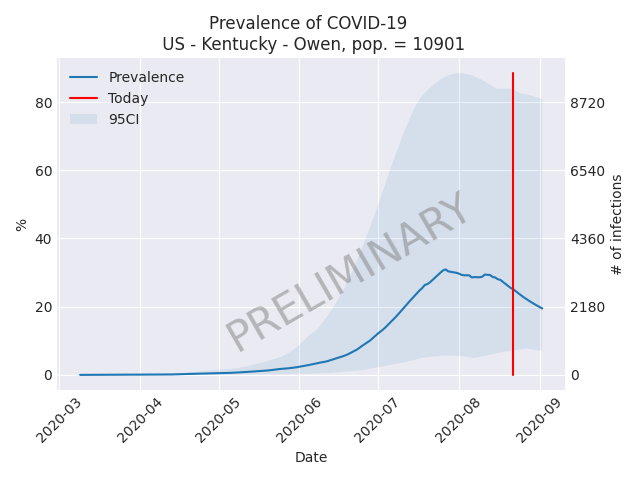 Prevalence of COVID-19
US - Kentucky - Owen, pop. = 10901
Prevalence
Today
95CI
80
60
40
20
0
%
8720
6540
4360
2180
0
# of infections
PRELIMINARY
2020-03
2020-04
2020-05
2020-06
2020-07
2020-08
2020-09
Date